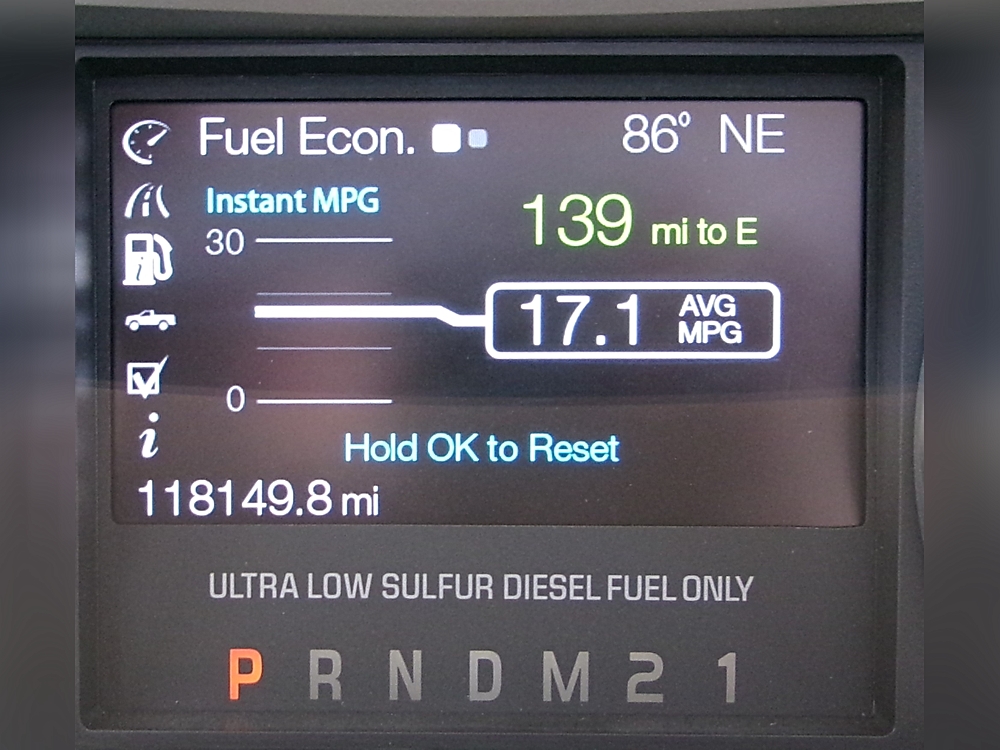 Fuel Econ. 86° NE
Instant MPG
139 mi to E
30
17.1 AVG MPG
0
Hold OK to Reset
118149.8 mi
ULTRA LOW SULFUR DIESEL FUEL ONLY
P R N D M 2 1